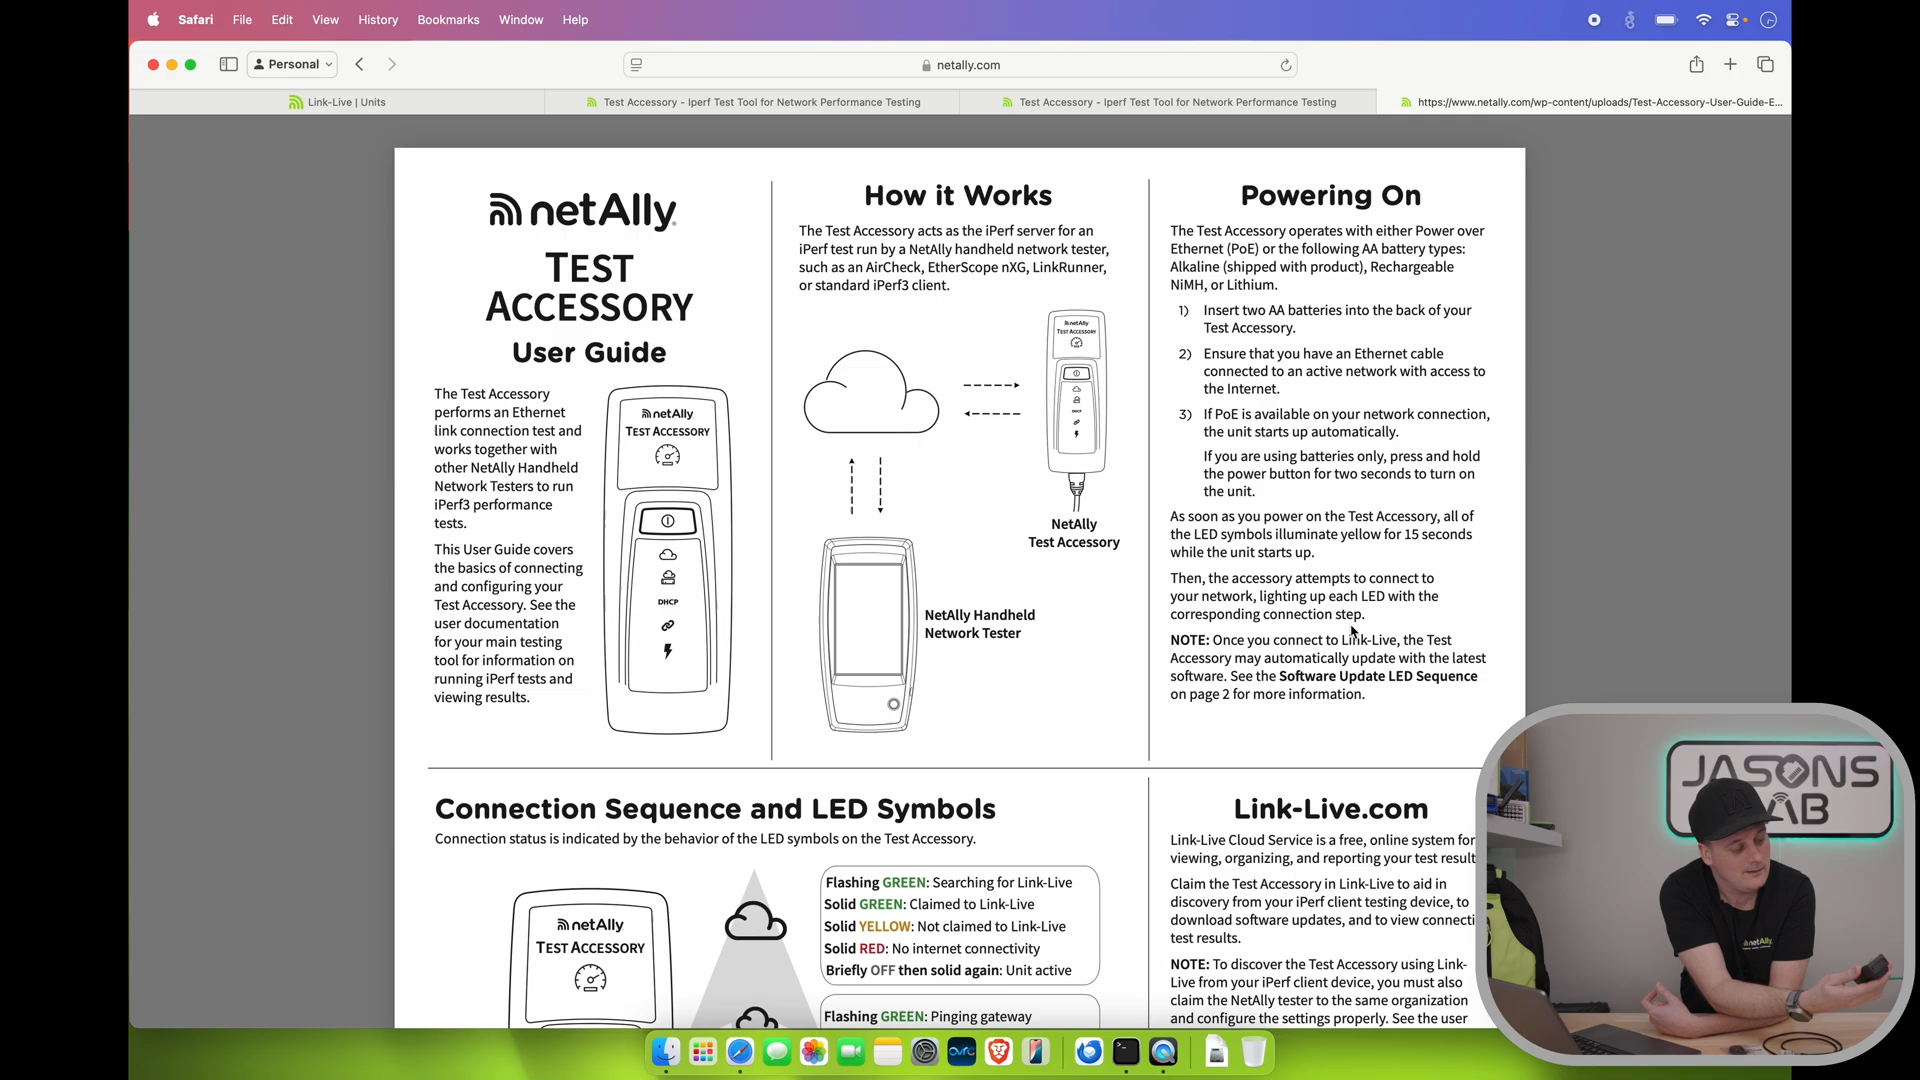 Safari File Edit View History Bookmarks Window Help
Personal
netally.com
Link-Live | Units
Test Accessory - Iperf Test Tool for Network Performance Testing
Test Accessory - Iperf Test Tool for Network Performance Testing
https://www.netally.com/wp-content/uploads/Test-Accessory-User-Guide-E...
netAlly
TEST
ACCESSORY
User Guide
The Test Accessory
performs an Ethernet
link connection test and
works together with
other NetAlly Handheld
Network Testers to run
iPerf3 performance
tests.
This User Guide covers
the basics of connecting
and configuring your
Test Accessory. See the
user documentation
for your main testing
tool for information on
running iPerf tests and
viewing results.
netAlly
TEST ACCESSORY
DHCP
How it Works
The Test Accessory acts as the iPerf server for an
iPerf test run by a NetAlly handheld network tester,
such as an AirCheck, EtherScope nXG, LinkRunner,
or standard iPerf3 client.
netAlly
TEST ACCESSORY
DHCP
NetAlly
Test Accessory
NetAlly Handheld
Network Tester
Powering On
The Test Accessory operates with either Power over
Ethernet (PoE) or the following AA battery types:
Alkaline (shipped with product), Rechargeable
NiMH, or Lithium.
1) Insert two AA batteries into the back of your
Test Accessory.
2) Ensure that you have an Ethernet cable
connected to an active network with access to
the Internet.
3) If PoE is available on your network connection,
the unit starts up automatically.
If you are using batteries only, press and hold
the power button for two seconds to turn on
the unit.
As soon as you power on the Test Accessory, all of
the LED symbols illuminate yellow for 15 seconds
while the unit starts up.
Then, the accessory attempts to connect to
your network, lighting up each LED with the
corresponding connection step.
NOTE: Once you connect to Link-Live, the Test
Accessory may automatically update with the latest
software. See the Software Update LED Sequence
on page 2 for more information.
Connection Sequence and LED Symbols
Connection status is indicated by the behavior of the LED symbols on the Test Accessory.
netAlly
TEST ACCESSORY
Flashing GREEN: Searching for Link-Live
Solid GREEN: Claimed to Link-Live
Solid YELLOW: Not claimed to Link-Live
Solid RED: No internet connectivity
Briefly OFF then solid again: Unit active
Flashing GREEN: Pinging gateway
Link-Live.com
Link-Live Cloud Service is a free, online system for
viewing, organizing, and reporting your test result
Claim the Test Accessory in Link-Live to aid in
discovery from your iPerf client testing device, to
download software updates, and to view connecti
test results.
NOTE: To discover the Test Accessory using Link-
Live from your iPerf client device, you must also
claim the NetAlly tester to the same organization
and configure the settings properly. See the user
JASONS
LAB
netAlly
ovrc